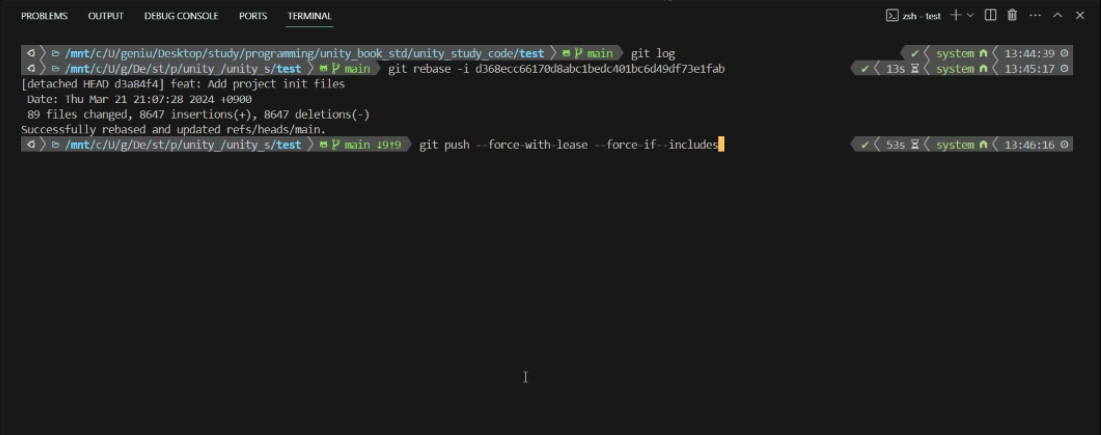 PROBLEMS OUTPUT DEBUG CONSOLE PORTS TERMINAL zsh - test
/mnt/c/U/geniu/Desktop/study/programming/unity_book_std/unity_study_code/test main git log system 13:44:39
/mnt/c/U/g/De/st/p/unity_/unity_s/test main git rebase -i d368ecc66170d8abc1bedc401bc6d49df73e1fab 13s system 13:45:17
[detached HEAD d3a84f4] feat: Add project init files
Date: Thu Mar 21 21:07:28 2024 +0900
89 files changed, 8647 insertions(+), 8647 deletions(-)
Successfully rebased and updated refs/heads/main.
/mnt/c/U/g/De/st/p/unity_/unity_s/test main ↓9↑9 git push --force-with-lease --force-if--includes 53s system 13:46:16